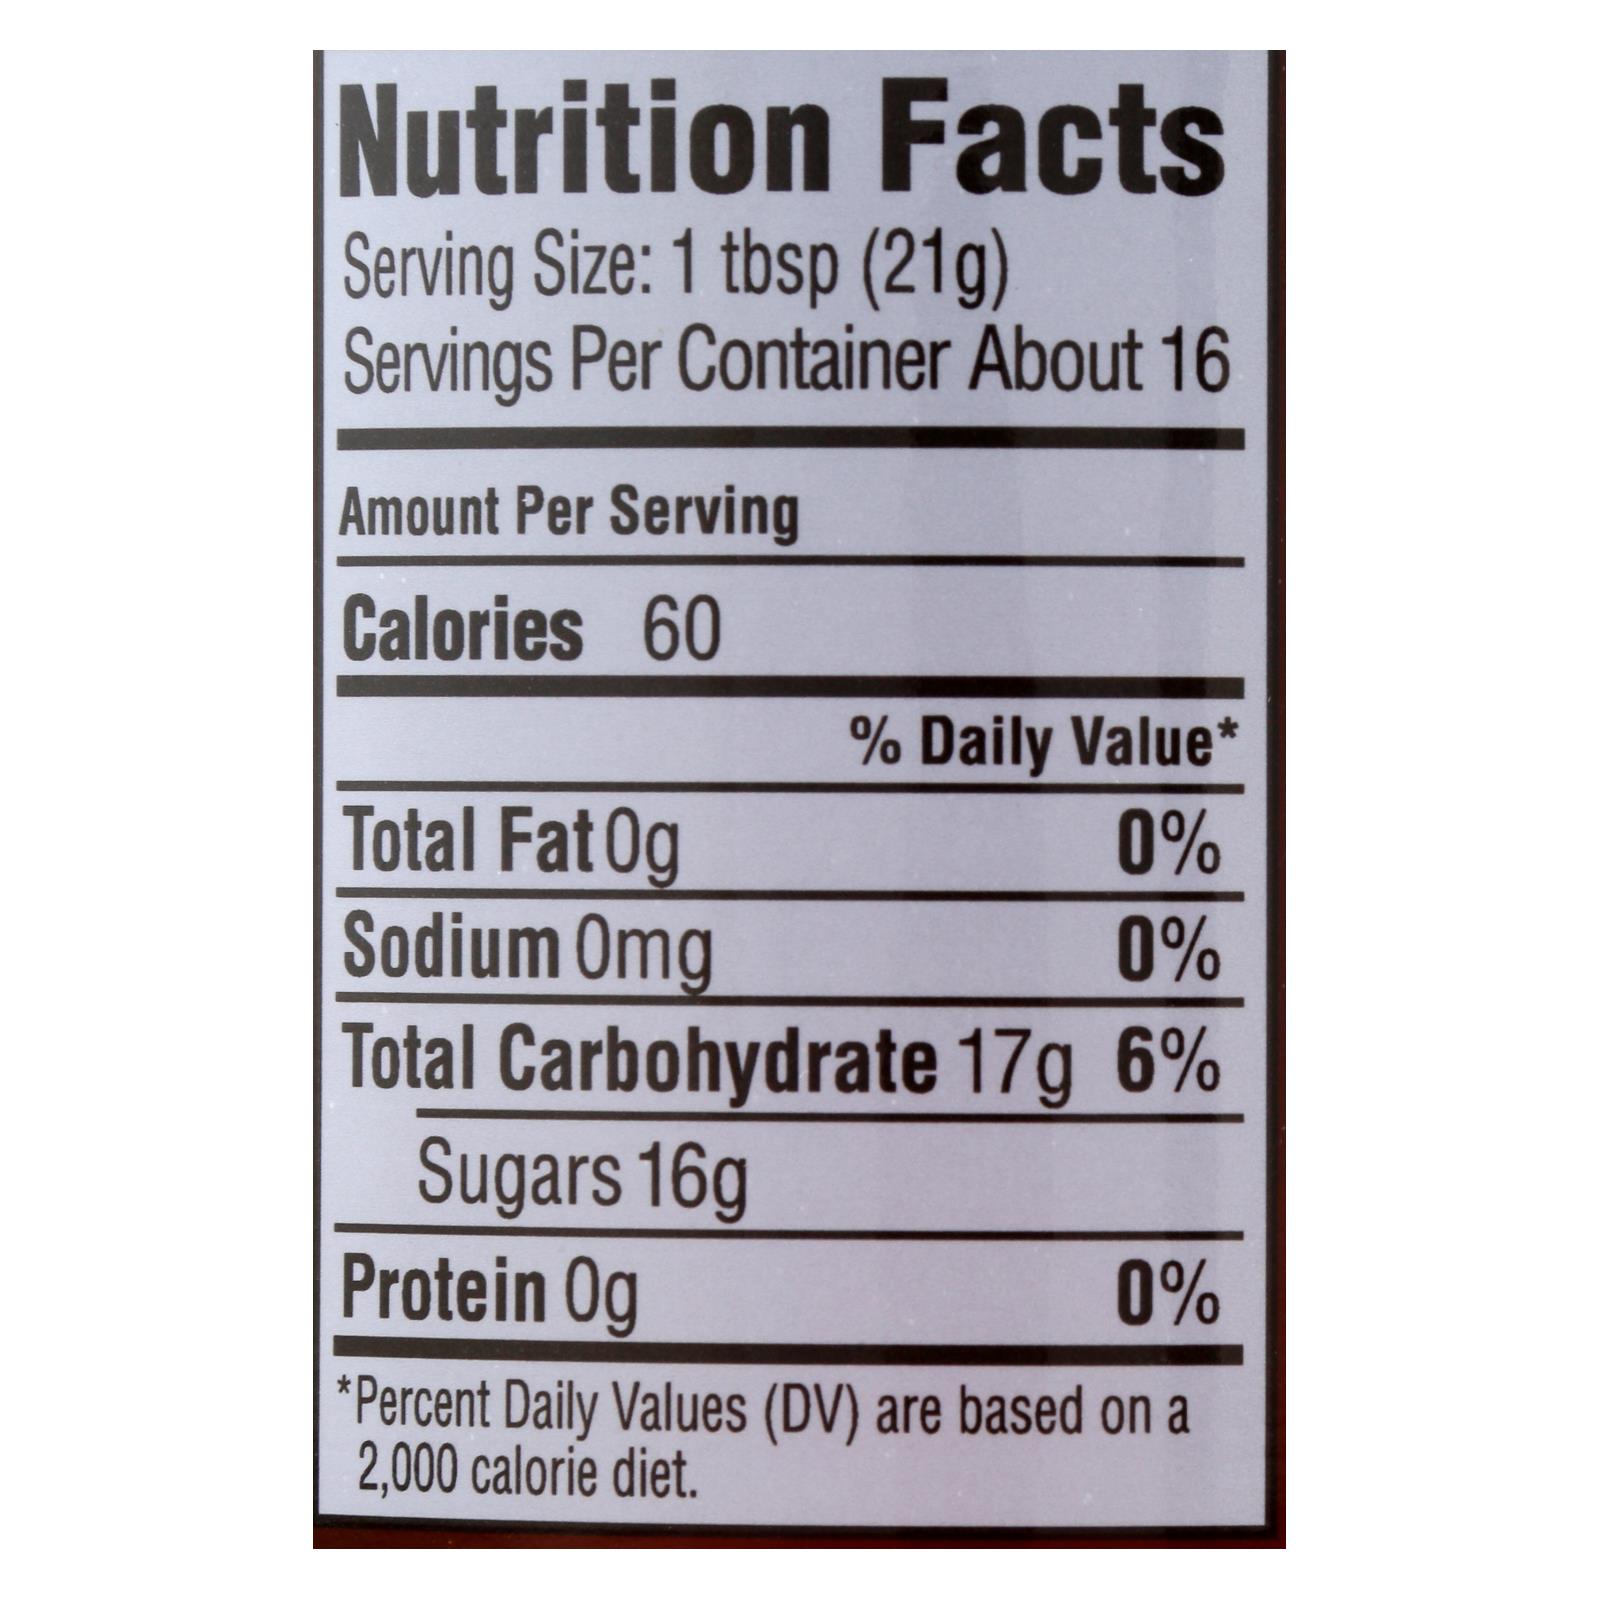 Nutrition Facts
Serving Size: 1 tbsp (21g)
Servings Per Container About 16
Amount Per Serving
Calories 60
% Daily Value*
Total Fat 0g 0%
Sodium 0mg 0%
Total Carbohydrate 17g 6%
Sugars 16g
Protein 0g 0%
*Percent Daily Values (DV) are based on a
2,000 calorie diet.